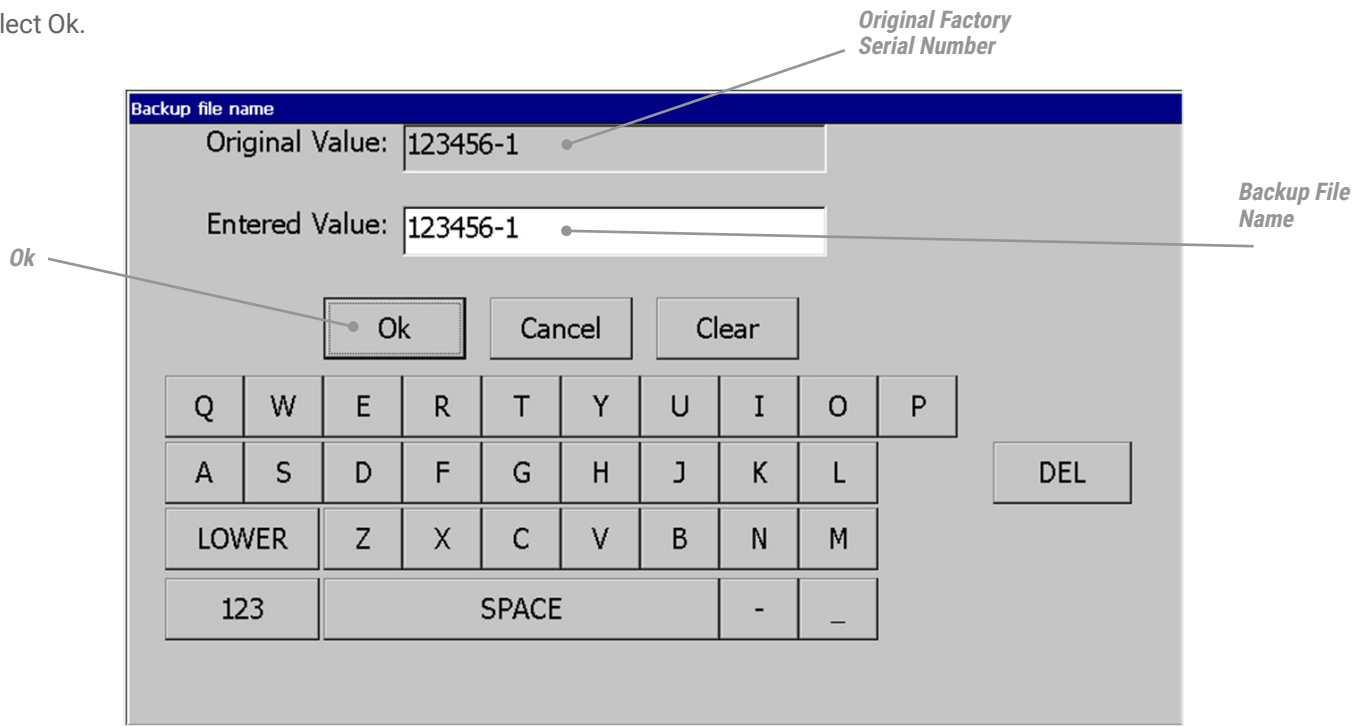 lect Ok.
Original Factory
Serial Number
Backup file name
Original Value: 123456-1
Backup File
Name
Entered Value: 123456-1
Ok
Ok Cancel Clear
Q W E R T Y U I O P
A S D F G H J K L DEL
LOWER Z X C V B N M
123 SPACE - _